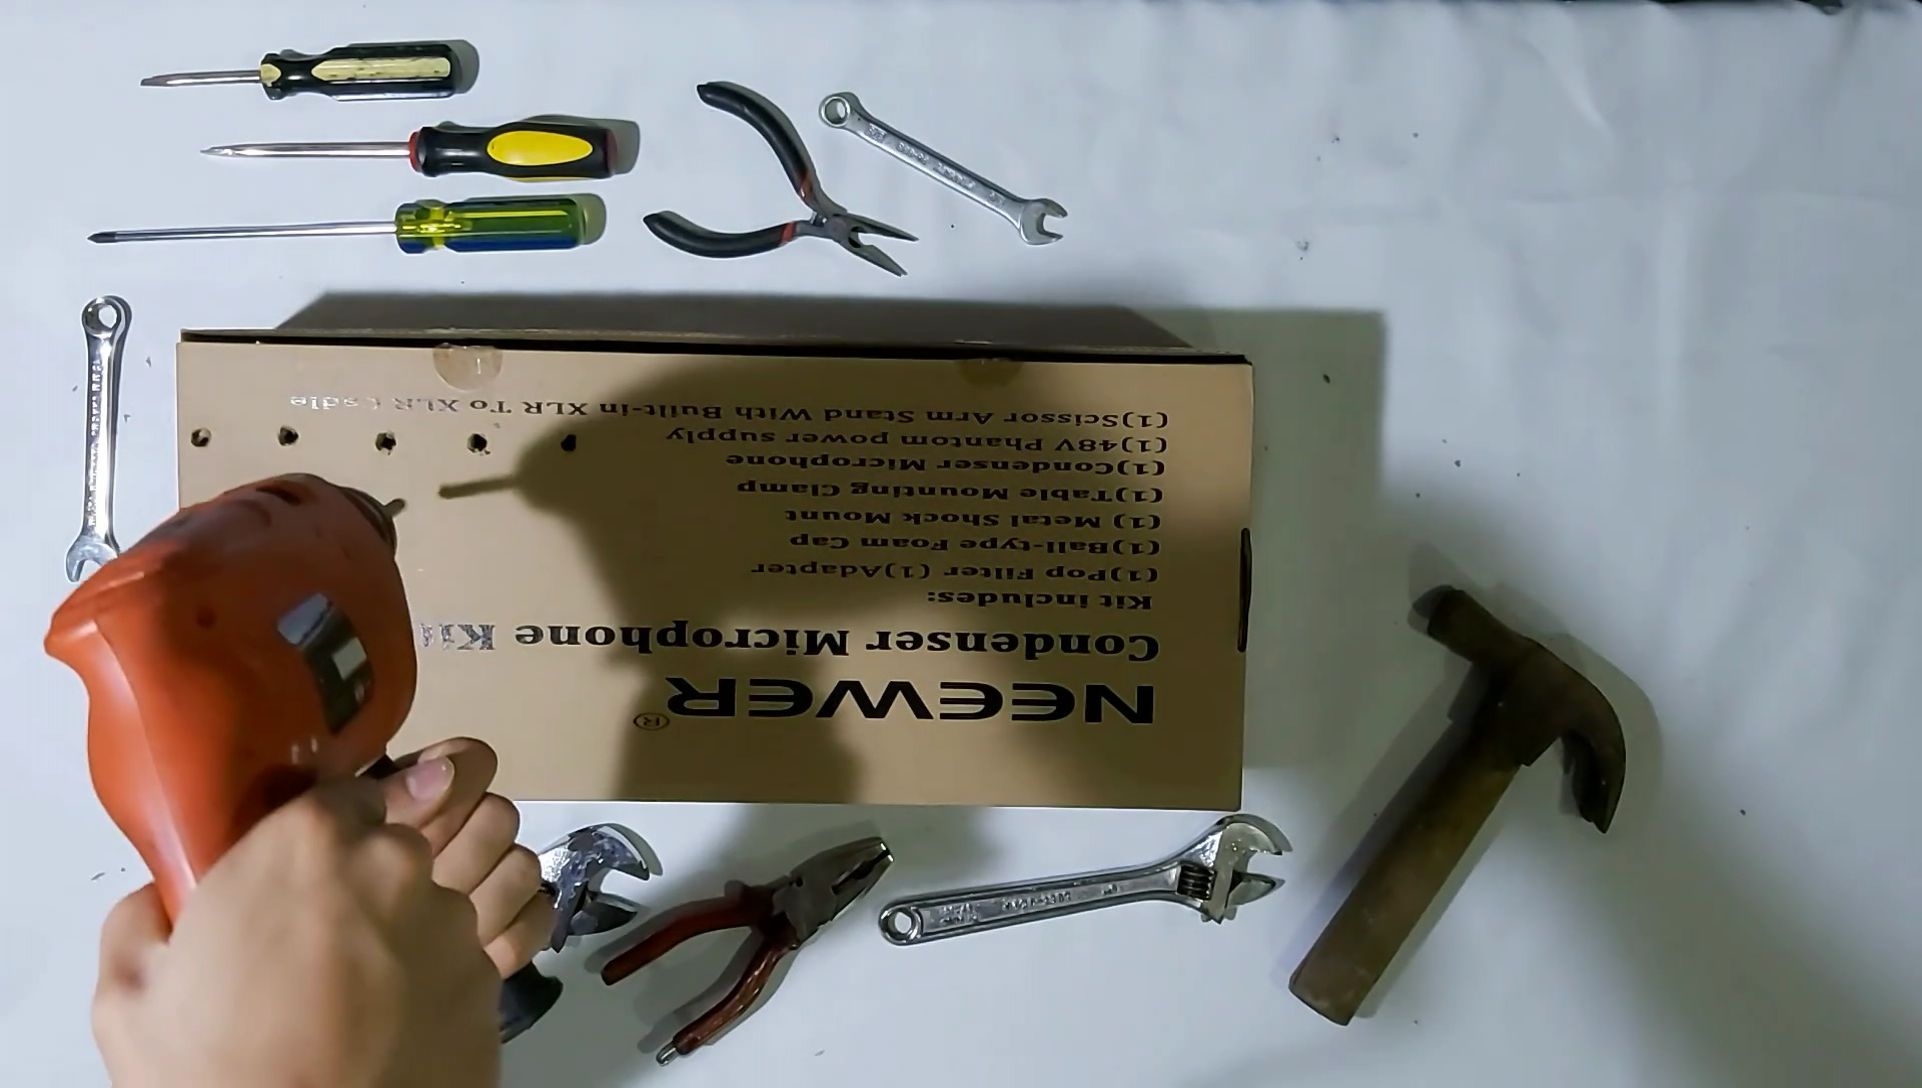 NEEWER®
Condenser Microphone Kit
Kit includes:
(1)Pop Filter (1)Adapter
(1)Ball-type Foam Cap
(1) Metal Shock Mount
(1)Table Mounting Clamp
(1)Condenser Microphone
(1)48V Phantom power supply
(1)Scissor Arm Stand With Built-in XLR To XLR Cable